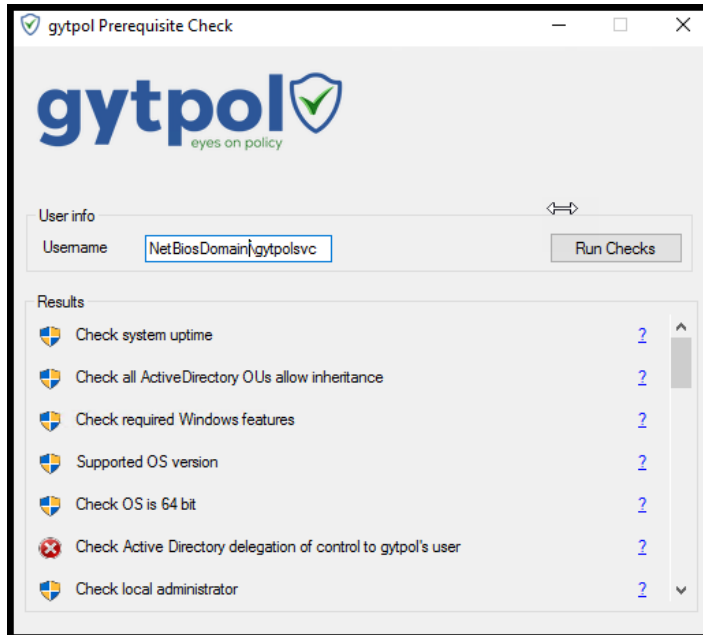 gytpol Prerequisite Check
gytpol
eyes on policy
User info
Username NetBiosDomain\gytpolsvc Run Checks
Results
Check system uptime ?
Check all ActiveDirectory OUs allow inheritance ?
Check required Windows features ?
Supported OS version ?
Check OS is 64 bit ?
Check Active Directory delegation of control to gytpol's user ?
Check local administrator ?